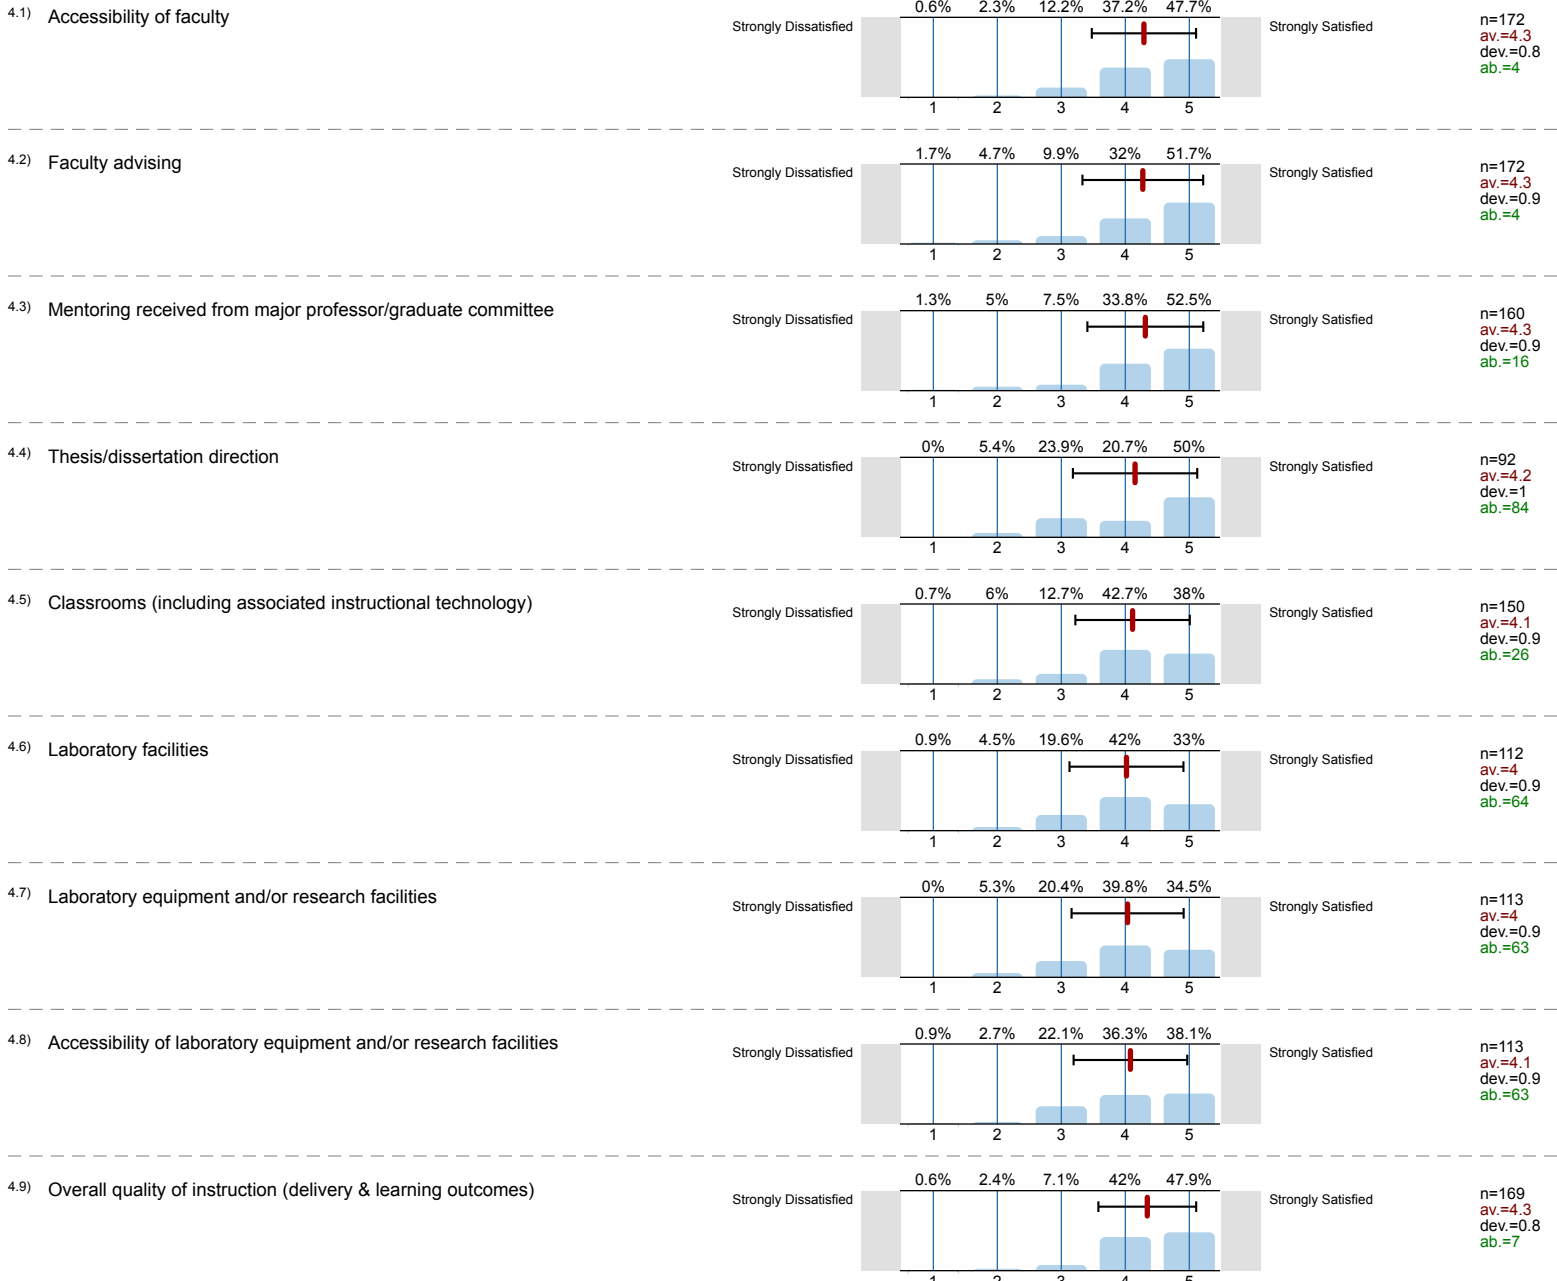 4.1) Accessibility of faculty
Strongly Dissatisfied
0.6% 2.3% 12.2% 37.2% 47.7%
1 2 3 4 5
Strongly Satisfied
n=172
av.=4.3
dev.=0.8
ab.=4
4.2) Faculty advising
Strongly Dissatisfied
1.7% 4.7% 9.9% 32% 51.7%
1 2 3 4 5
Strongly Satisfied
n=172
av.=4.3
dev.=0.9
ab.=4
4.3) Mentoring received from major professor/graduate committee
Strongly Dissatisfied
1.3% 5% 7.5% 33.8% 52.5%
1 2 3 4 5
Strongly Satisfied
n=160
av.=4.3
dev.=0.9
ab.=16
4.4) Thesis/dissertation direction
Strongly Dissatisfied
0% 5.4% 23.9% 20.7% 50%
1 2 3 4 5
Strongly Satisfied
n=92
av.=4.2
dev.=1
ab.=84
4.5) Classrooms (including associated instructional technology)
Strongly Dissatisfied
0.7% 6% 12.7% 42.7% 38%
1 2 3 4 5
Strongly Satisfied
n=150
av.=4.1
dev.=0.9
ab.=26
4.6) Laboratory facilities
Strongly Dissatisfied
0.9% 4.5% 19.6% 42% 33%
1 2 3 4 5
Strongly Satisfied
n=112
av.=4
dev.=0.9
ab.=64
4.7) Laboratory equipment and/or research facilities
Strongly Dissatisfied
0% 5.3% 20.4% 39.8% 34.5%
1 2 3 4 5
Strongly Satisfied
n=113
av.=4
dev.=0.9
ab.=63
4.8) Accessibility of laboratory equipment and/or research facilities
Strongly Dissatisfied
0.9% 2.7% 22.1% 36.3% 38.1%
1 2 3 4 5
Strongly Satisfied
n=113
av.=4.1
dev.=0.9
ab.=63
4.9) Overall quality of instruction (delivery & learning outcomes)
Strongly Dissatisfied
0.6% 2.4% 7.1% 42% 47.9%
1 2 3 4 5
Strongly Satisfied
n=169
av.=4.3
dev.=0.8
ab.=7